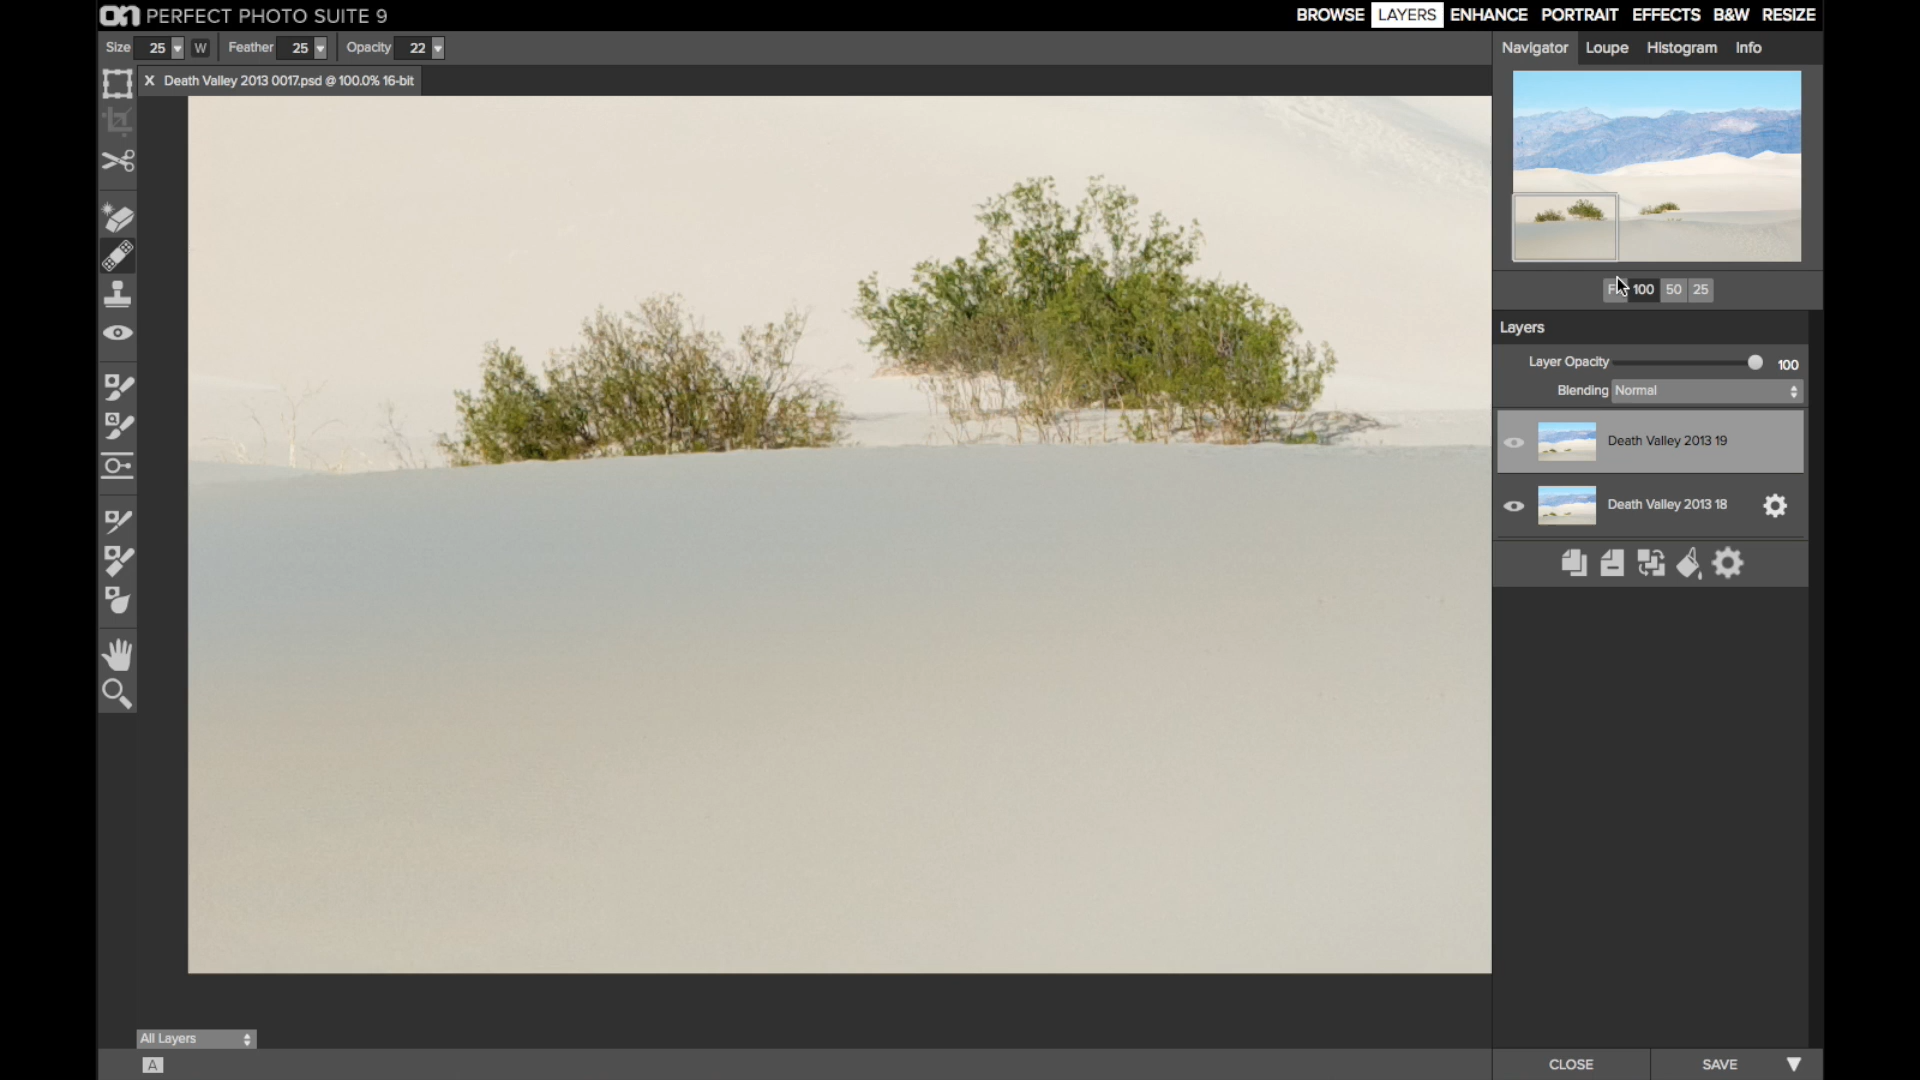 ON PERFECT PHOTO SUITE 9
BROWSE LAYERS ENHANCE PORTRAIT EFFECTS B&W RESIZE
Size 25 W Feather 25 Opacity 22
Navigator Loupe Histogram Info
X Death Valley 2013 0017.psd @ 100.0% 16-bit
100 50 25
Layers
Layer Opacity 100
Blending Normal
Death Valley 2013 19
Death Valley 2013 18
All Layers
A
CLOSE SAVE